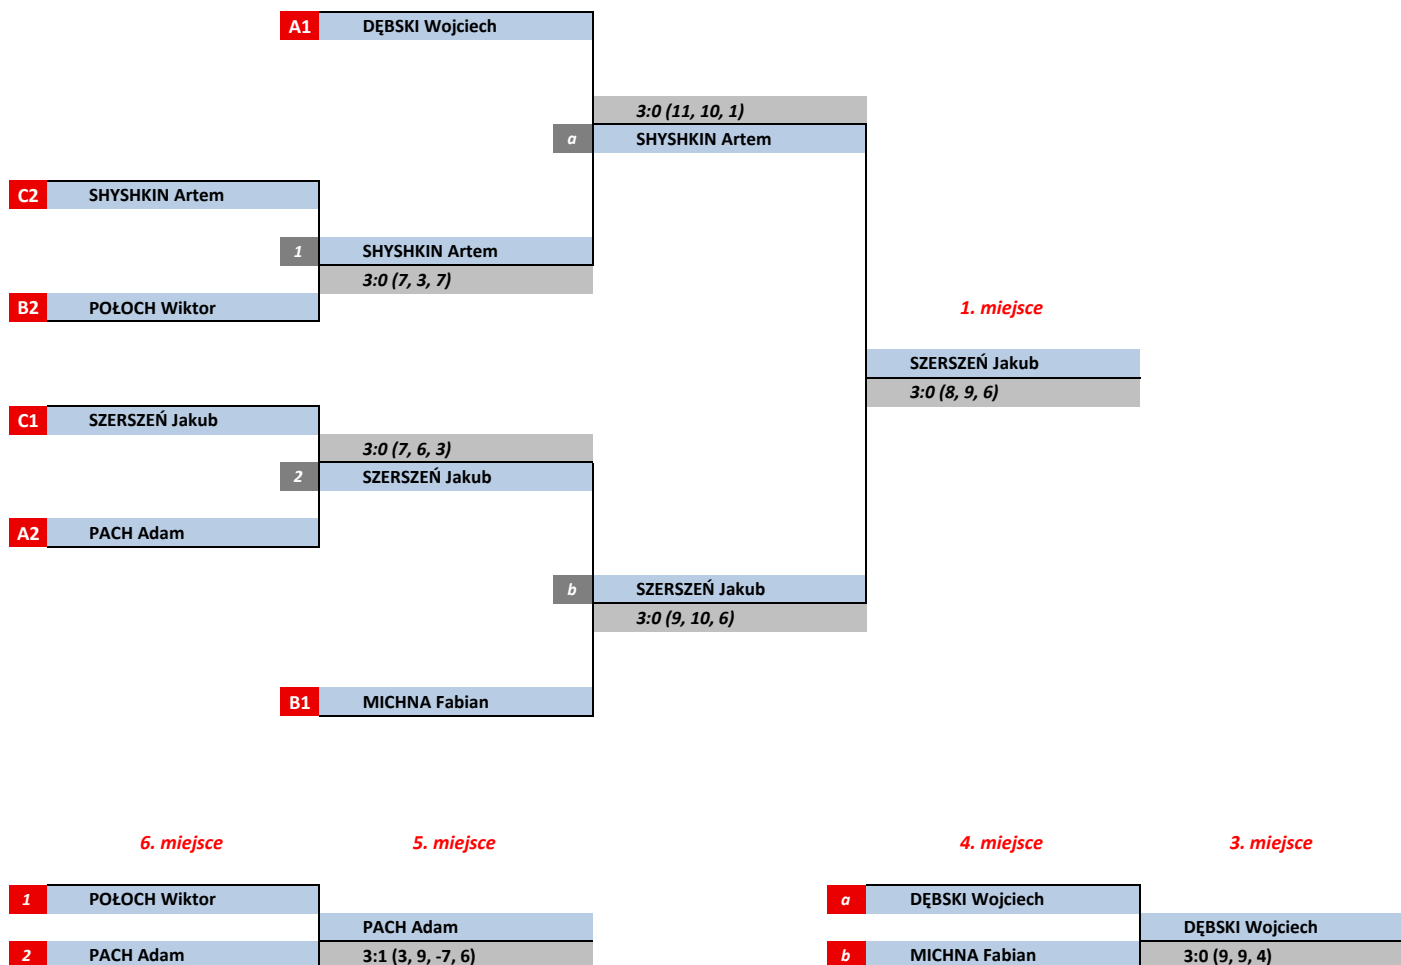 A1 DĘBSKI Wojciech
3:0 (11, 10, 1)
a SHYSHKIN Artem
C2 SHYSHKIN Artem
1 SHYSHKIN Artem
3:0 (7, 3, 7)
B2 POŁOCH Wiktor
1. miejsce
SZERSZEŃ Jakub
3:0 (8, 9, 6)
C1 SZERSZEŃ Jakub
3:0 (7, 6, 3)
2 SZERSZEŃ Jakub
A2 PACH Adam
b SZERSZEŃ Jakub
3:0 (9, 10, 6)
B1 MICHNA Fabian
6. miejsce 5. miejsce 4. miejsce 3. miejsce
1 POŁOCH Wiktor a DĘBSKI Wojciech
PACH Adam DĘBSKI Wojciech
2 PACH Adam 3:1 (3, 9, -7, 6) b MICHNA Fabian 3:0 (9, 9, 4)